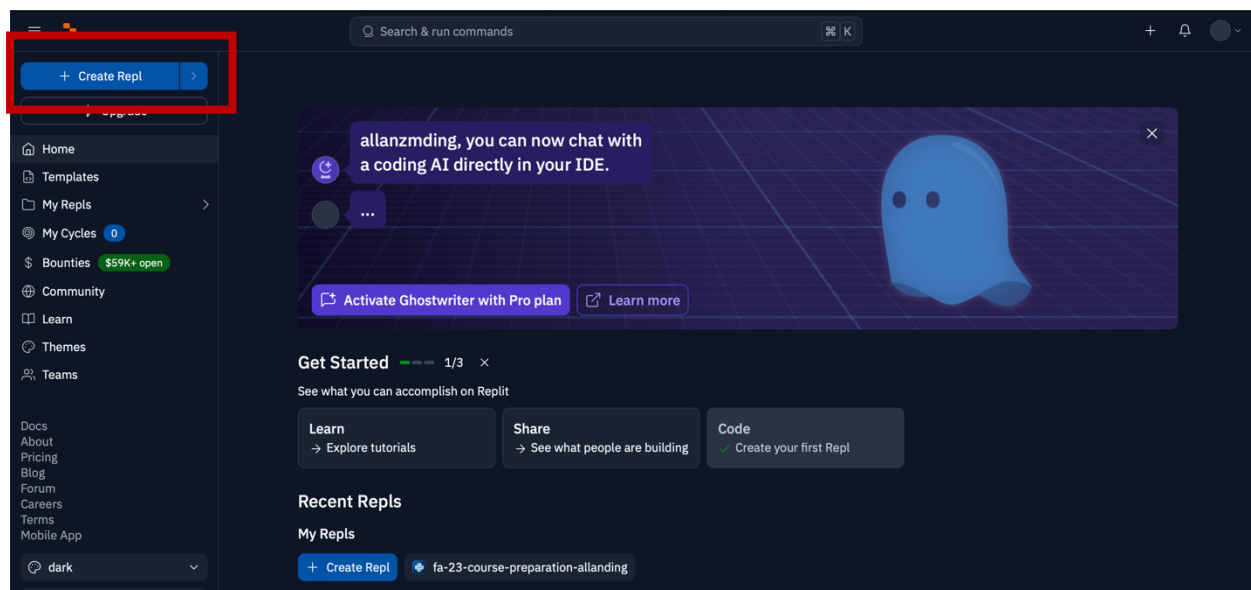 Search & run commands
⌘ K
+ Create Repl
Upgrade
Home
Templates
My Repls
My Cycles 0
$ Bounties $59K+ open
Community
Learn
Themes
Teams
Docs
About
Pricing
Blog
Forum
Careers
Terms
Mobile App
dark
allanzmding, you can now chat with
a coding AI directly in your IDE.
...
Activate Ghostwriter with Pro plan
Learn more
Get Started 1/3
See what you can accomplish on Replit
Learn
→ Explore tutorials
Share
→ See what people are building
Code
✓ Create your first Repl
Recent Repls
My Repls
+ Create Repl
fa-23-course-preparation-allanding